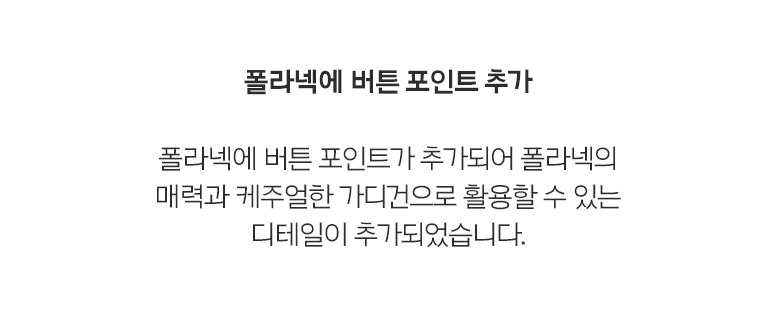 폴라넥에 버튼 포인트 추가
폴라넥에 버튼 포인트가 추가되어 폴라넥의
매력과 케주얼한 가디건으로 활용할 수 있는
디테일이 추가되었습니다.